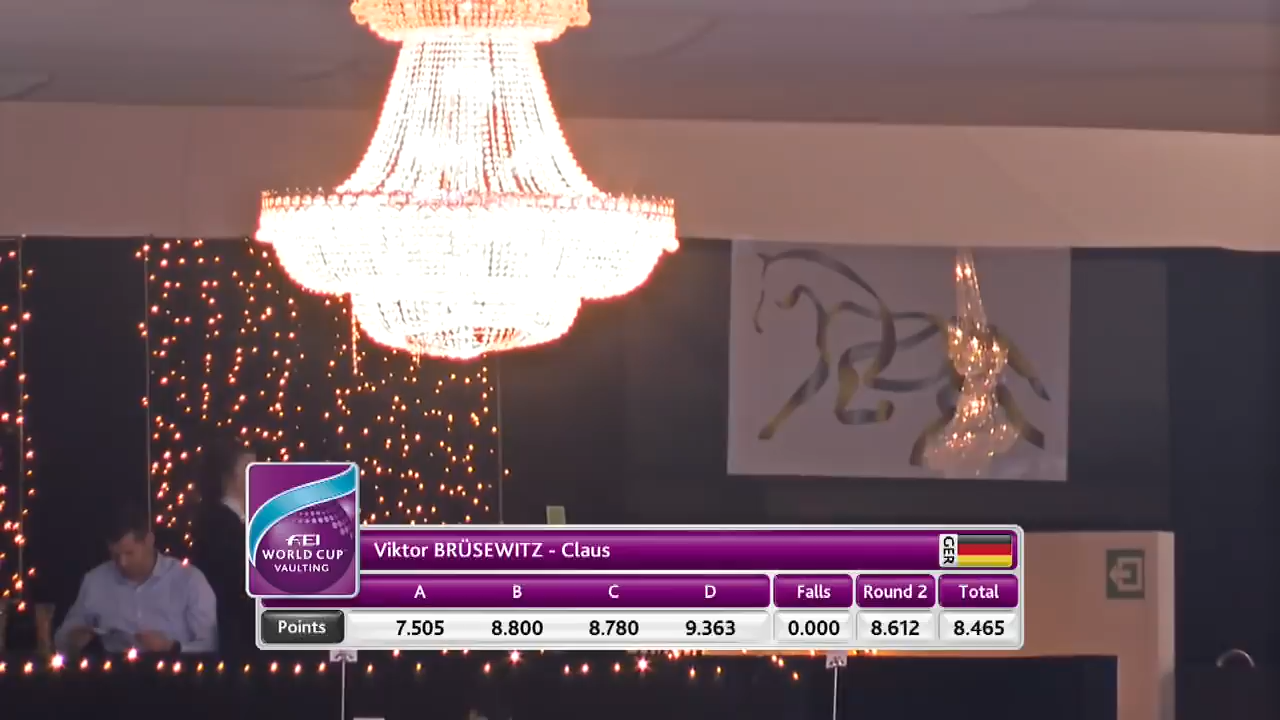 FEI
WORLD CUP™
VAULTING
Viktor BRÜSEWITZ - Claus GER
A B C D Falls Round 2 Total
Points 7.505 8.800 8.780 9.363 0.000 8.612 8.465